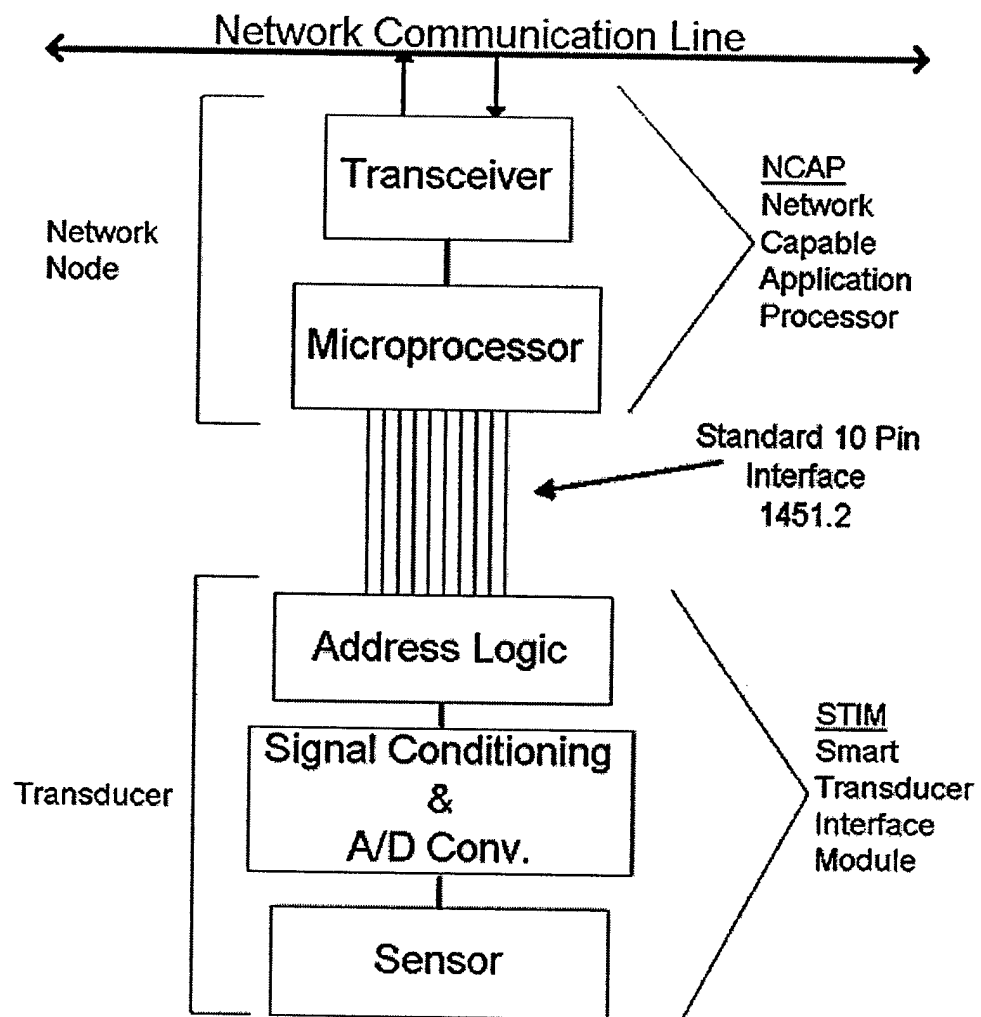 Network Communication Line
Transceiver
Network
Node
NCAP
Network
Capable
Application
Processor
Microprocessor
Standard 10 Pin
Interface
1451.2
Address Logic
Signal Conditioning
&
A/D Conv.
Transducer
STIM
Smart
Transducer
Interface
Module
Sensor